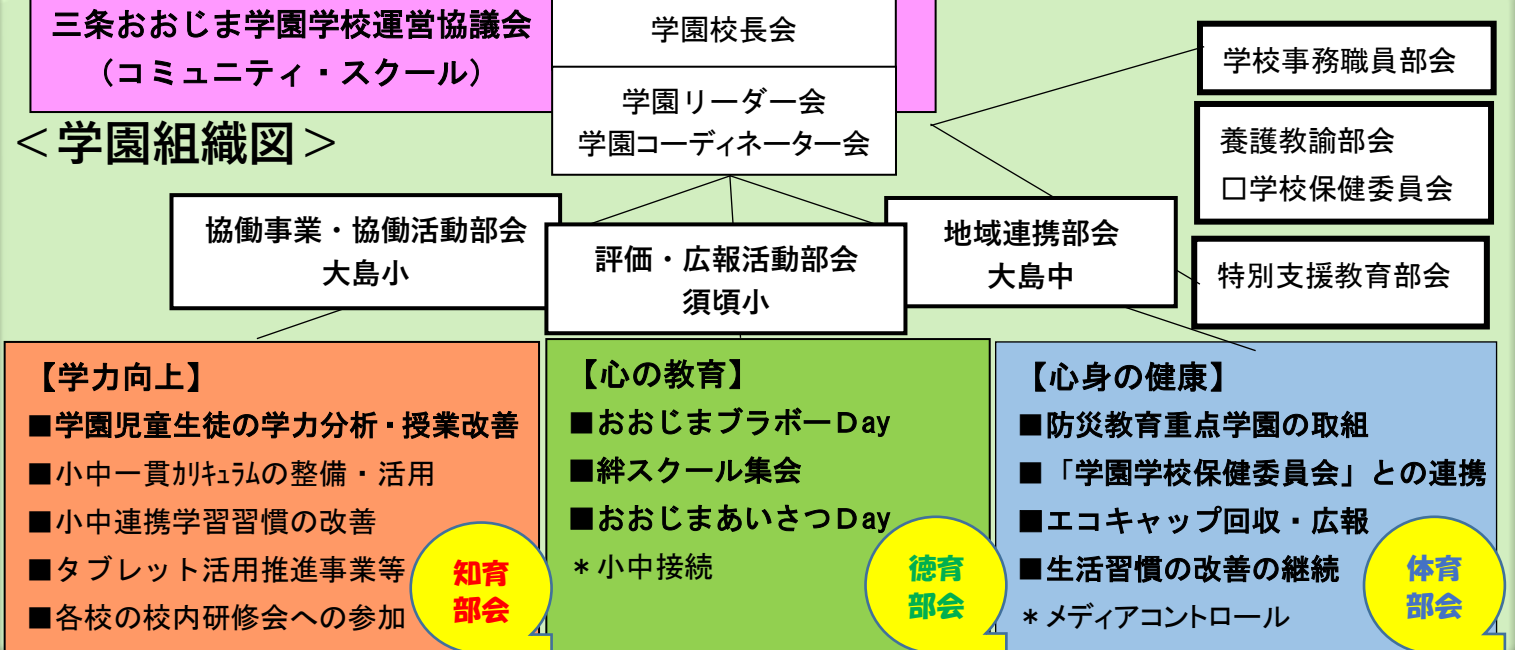 三条おおじま学園学校運営協議会
（コミュニティ・スクール）
学園校長会
学園リーダー会
学園コーディネーター会
＜学園組織図＞
学校事務職員部会
養護教諭部会
□学校保健委員会
特別支援教育部会
協働事業・協働活動部会
大島小
評価・広報活動部会
須頃小
地域連携部会
大島中
【学力向上】
■学園児童生徒の学力分析・授業改善
■小中一貫ｶﾘｷｭﾗﾑの整備・活用
■小中連携学習習慣の改善
■タブレット活用推進事業等
■各校の校内研修会への参加
知育
部会
【心の教育】
■おおじまブラボーＤay
■絆スクール集会
■おおじまあいさつＤay
＊小中接続
徳育
部会
【心身の健康】
■防災教育重点学園の取組
■「学園学校保健委員会」との連携
■エコキャップ回収・広報
■生活習慣の改善の継続
＊メディアコントロール
体育
部会